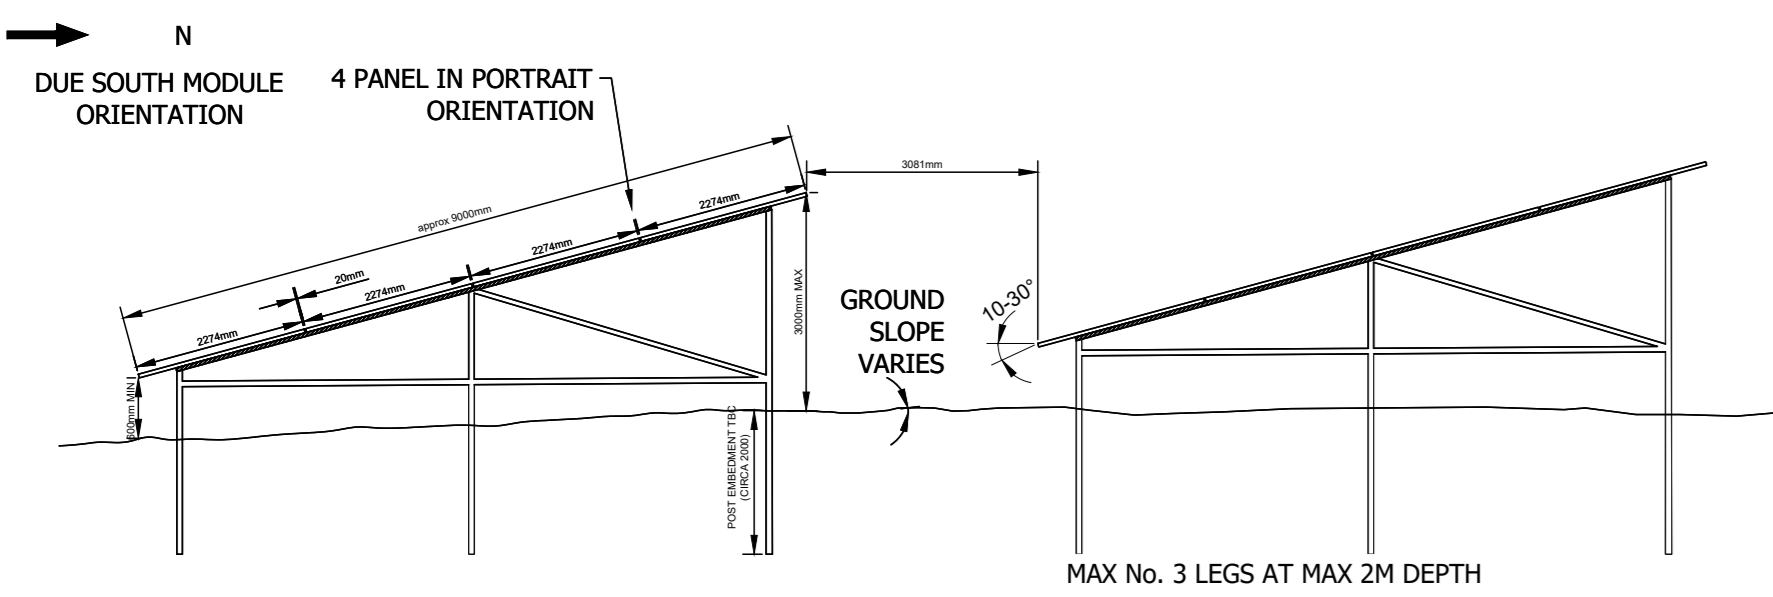 N
DUE SOUTH MODULE
ORIENTATION
4 PANEL IN PORTRAIT
ORIENTATION
approx 9000mm
2274mm
2274mm
20mm
2274mm
2274mm
3081mm
600mm MIN
3000mm MAX
GROUND
SLOPE
VARIES
10-30°
POST EMBEDMENT TBC
(CIRCA 2000)
MAX No. 3 LEGS AT MAX 2M DEPTH